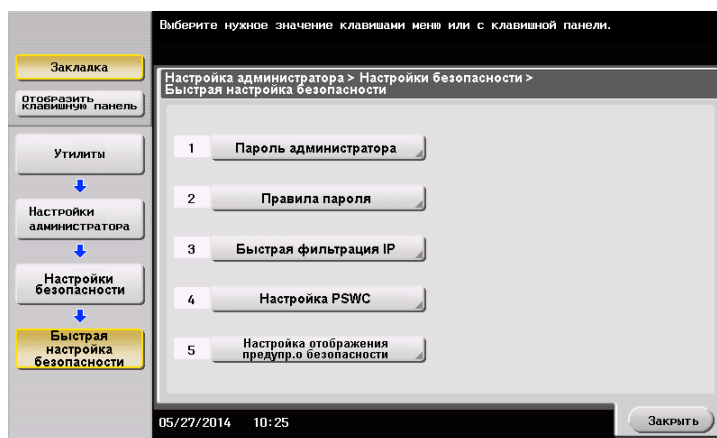 Выберите нужное значение клавишами меню или с клавишной панели.
Закладка
Отобразить
клавишную панель
Утилиты
Настройки
администратора
Настройки
безопасности
Быстрая
настройка
безопасности
Настройка администратора > Настройки безопасности >
Быстрая настройка безопасности
1 Пароль администратора
2 Правила пароля
3 Быстрая фильтрация IP
4 Настройка PSWC
5 Настройка отображения
предупр.о безопасности
05/27/2014 10:25
Закрыть